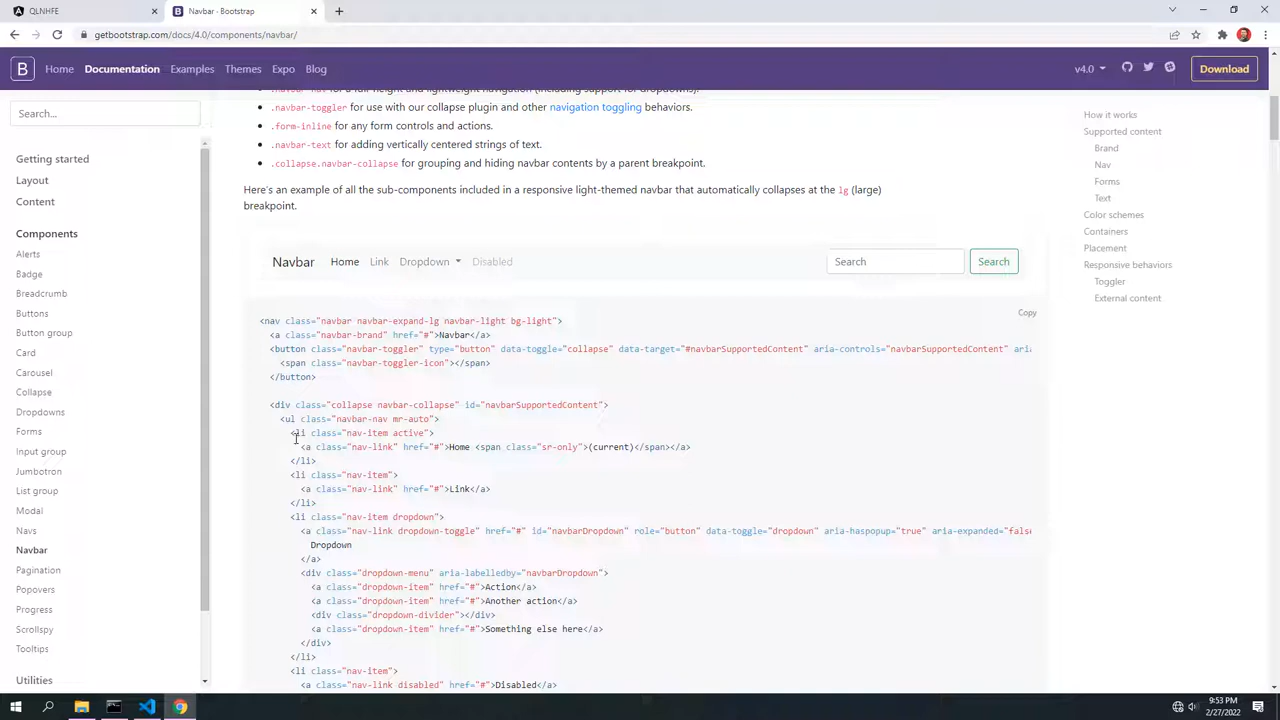 QLNHFE
Navbar · Bootstrap
getbootstrap.com/docs/4.0/components/navbar/
B Home Documentation Examples Themes Expo Blog v4.0 Download
Search...
Getting started
Layout
Content
Components
Alerts
Badge
Breadcrumb
Buttons
Button group
Card
Carousel
Collapse
Dropdowns
Forms
Input group
Jumbotron
List group
Modal
Navs
Navbar
Pagination
Popovers
Progress
Scrollspy
Tooltips
Utilities
.navbar-nav for a full-height and lightweight navigation (including support for dropdowns).
.navbar-toggler for use with our collapse plugin and other navigation toggling behaviors.
.form-inline for any form controls and actions.
.navbar-text for adding vertically centered strings of text.
.collapse.navbar-collapse for grouping and hiding navbar contents by a parent breakpoint.
Here's an example of all the sub-components included in a responsive light-themed navbar that automatically collapses at the lg (large)
breakpoint.
Navbar Home Link Dropdown Disabled Search Search
Copy
<nav class="navbar navbar-expand-lg navbar-light bg-light">
<a class="navbar-brand" href="#">Navbar</a>
<button class="navbar-toggler" type="button" data-toggle="collapse" data-target="#navbarSupportedContent" aria-controls="navbarSupportedContent" aria
<span class="navbar-toggler-icon"></span>
</button>
<div class="collapse navbar-collapse" id="navbarSupportedContent">
<ul class="navbar-nav mr-auto">
<li class="nav-item active">
<a class="nav-link" href="#">Home <span class="sr-only">(current)</span></a>
</li>
<li class="nav-item">
<a class="nav-link" href="#">Link</a>
</li>
<li class="nav-item dropdown">
<a class="nav-link dropdown-toggle" href="#" id="navbarDropdown" role="button" data-toggle="dropdown" aria-haspopup="true" aria-expanded="false
Dropdown
</a>
<div class="dropdown-menu" aria-labelledby="navbarDropdown">
<a class="dropdown-item" href="#">Action</a>
<a class="dropdown-item" href="#">Another action</a>
<div class="dropdown-divider"></div>
<a class="dropdown-item" href="#">Something else here</a>
</div>
</li>
<li class="nav-item">
<a class="nav-link disabled" href="#">Disabled</a>
How it works
Supported content
Brand
Nav
Forms
Text
Color schemes
Containers
Placement
Responsive behaviors
Toggler
External content
9:53 PM
2/27/2022